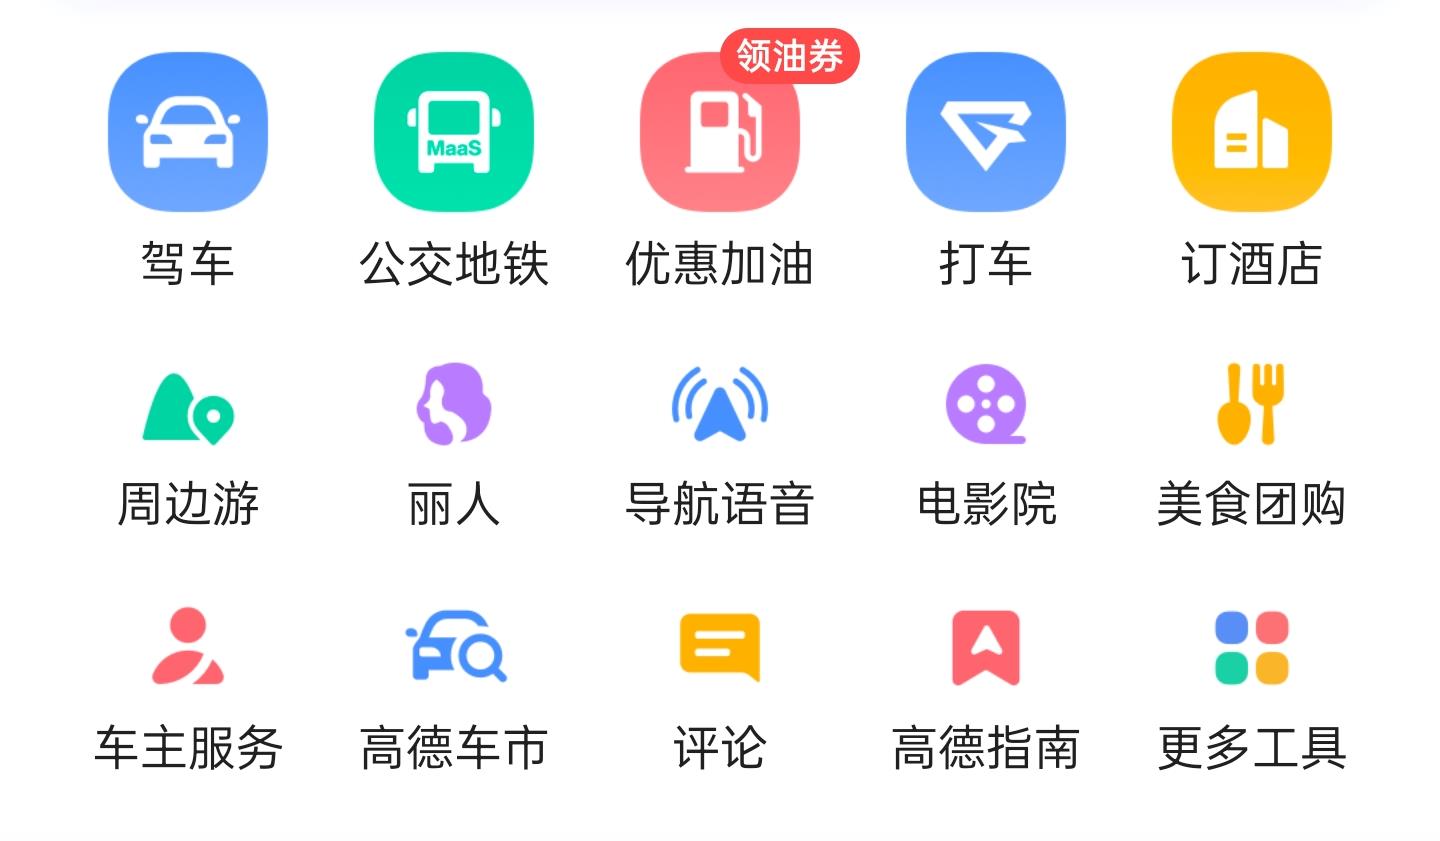 领油券
MaaS
驾车
公交地铁
优惠加油
打车
订酒店
周边游
丽人
导航语音
电影院
美食团购
车主服务
高德车市
评论
高德指南
更多工具